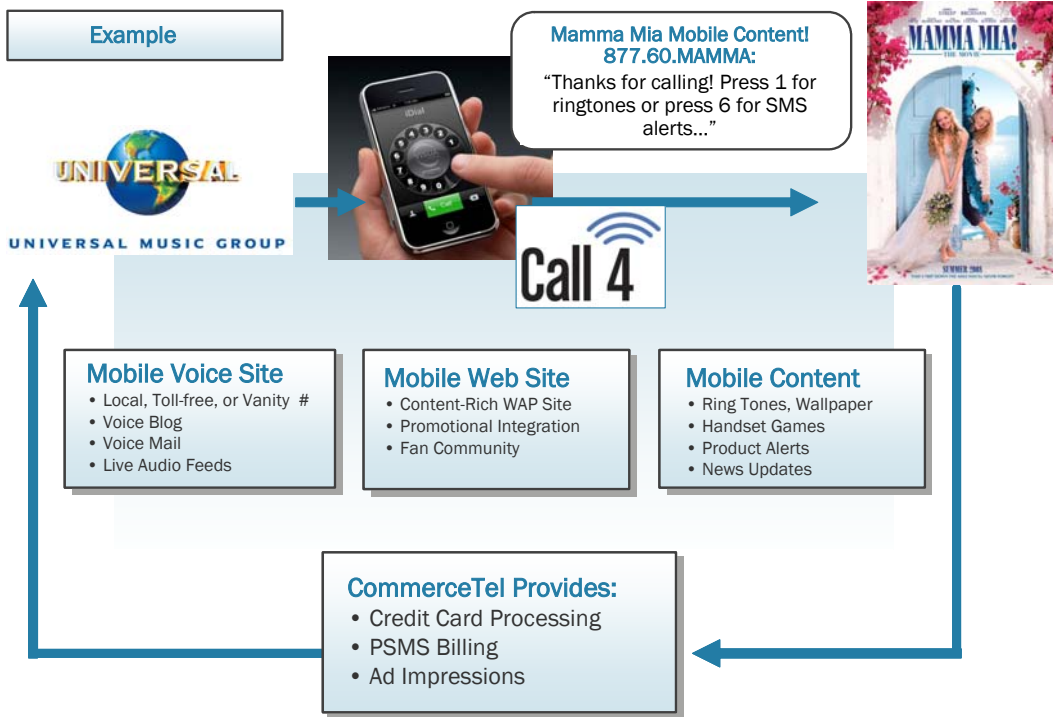 Example
Mamma Mia Mobile Content!
877.60.MAMMA:
“Thanks for calling! Press 1 for
ringtones or press 6 for SMS
alerts...”
UNIVERSAL
UNIVERSAL MUSIC GROUP
iDial
Call
Call 4
MAMMA MIA!
THE MOVIE
SUMMER 2008
Mobile Voice Site
• Local, Toll-free, or Vanity #
• Voice Blog
• Voice Mail
• Live Audio Feeds
Mobile Web Site
• Content-Rich WAP Site
• Promotional Integration
• Fan Community
Mobile Content
• Ring Tones, Wallpaper
• Handset Games
• Product Alerts
• News Updates
CommerceTel Provides:
• Credit Card Processing
• PSMS Billing
• Ad Impressions